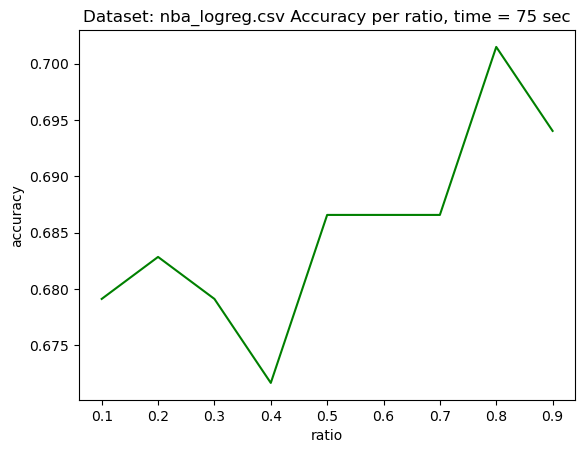 Dataset: nba_logreg.csv Accuracy per ratio, time = 75 sec
accuracy
0.700
0.695
0.690
0.685
0.680
0.675
0.1 0.2 0.3 0.4 0.5 0.6 0.7 0.8 0.9
ratio